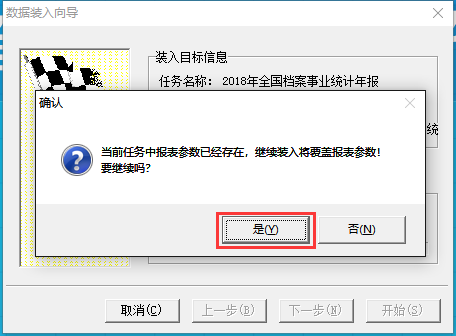 数据装入向导
装入目标信息
任务名称： 2018年全国档案事业统计年报
确认
统
当前任务中报表参数已经存在，继续装入将覆盖报表参数!
要继续吗?
是(Y)
否(N)
取消(C)
上一步(B)
下一步(N)
开始(S)